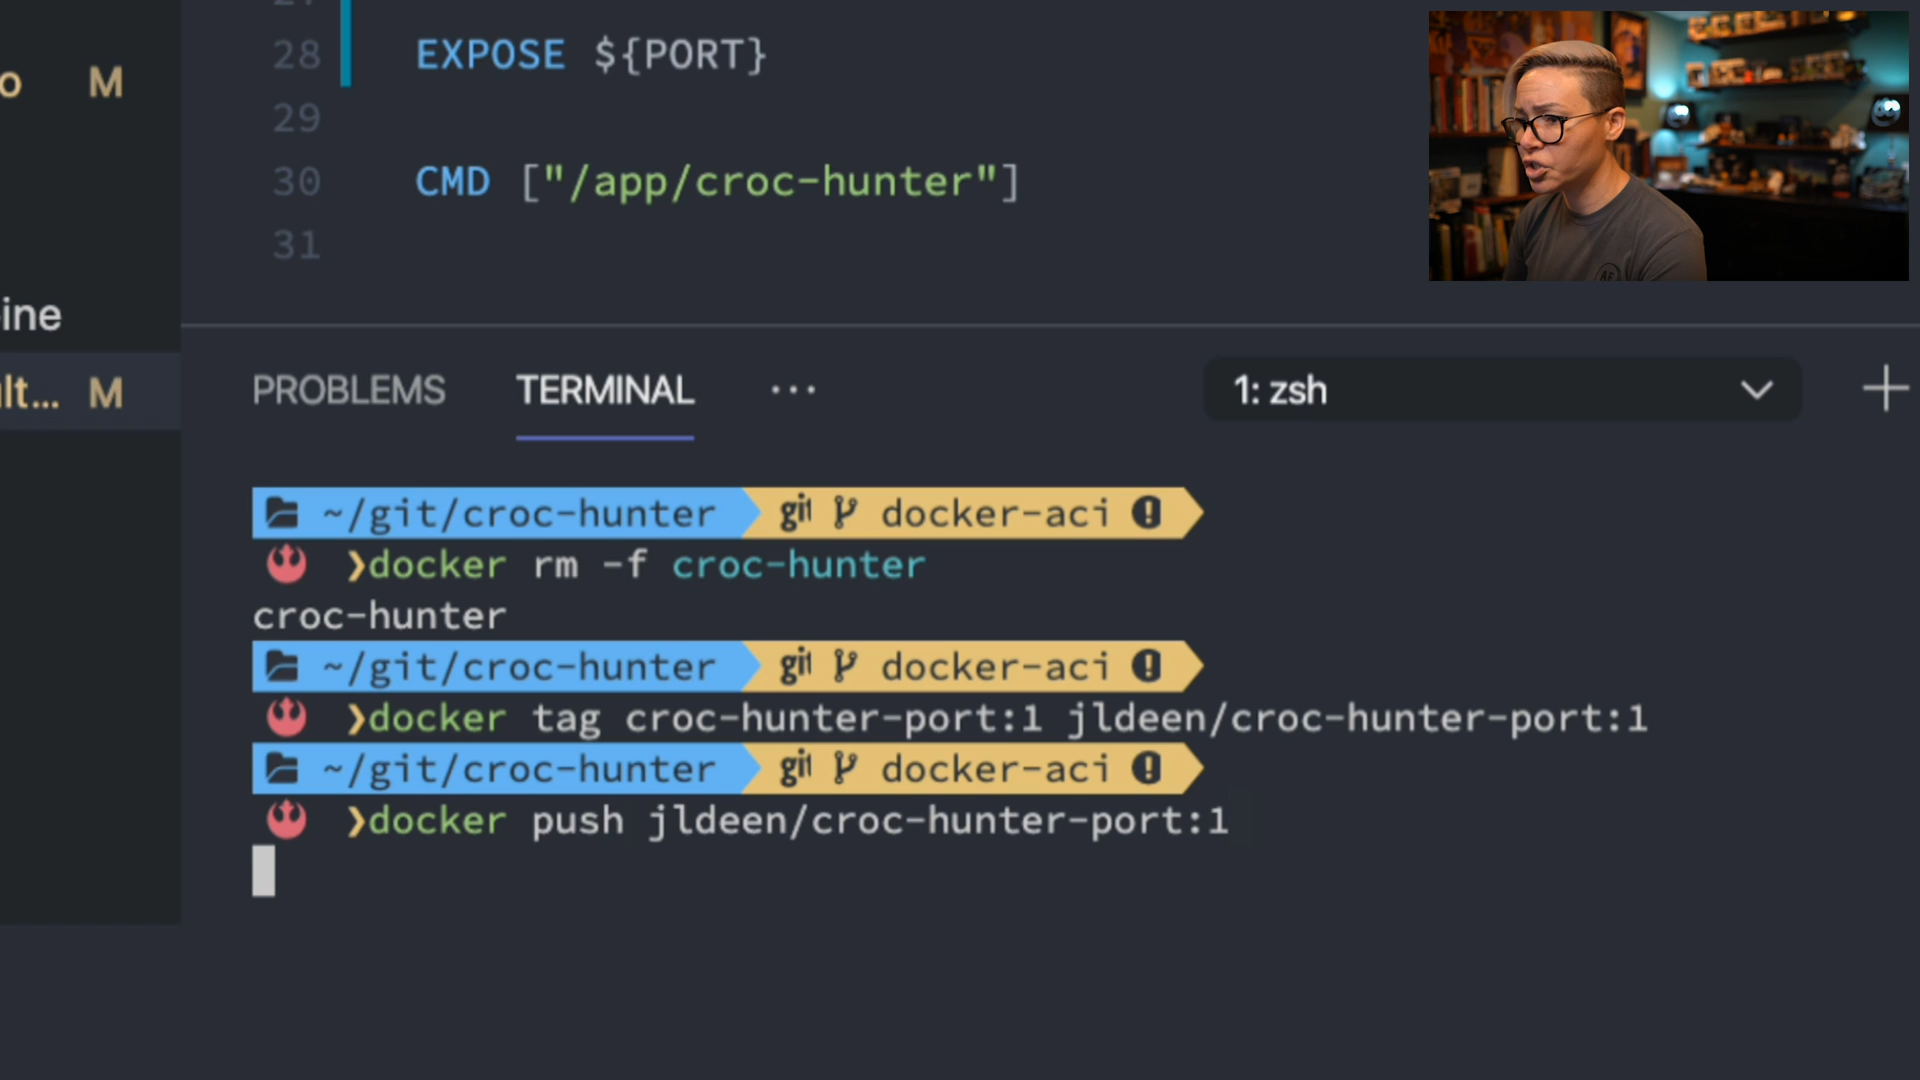 28 EXPOSE ${PORT}
o M
29
30 CMD ["/app/croc-hunter"]
31
ine
PROBLEMS TERMINAL ··· 1: zsh
lt... M
~/git/croc-hunter git docker-aci
❯docker rm -f croc-hunter
croc-hunter
~/git/croc-hunter git docker-aci
❯docker tag croc-hunter-port:1 jldeen/croc-hunter-port:1
~/git/croc-hunter git docker-aci
❯docker push jldeen/croc-hunter-port:1